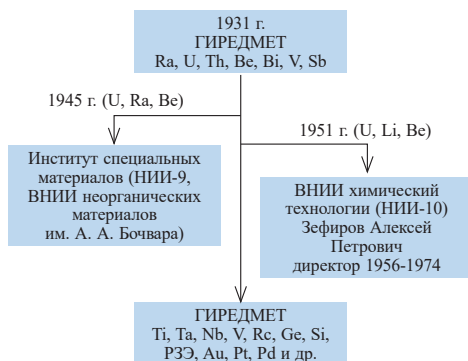 1931 г.
ГИРЕДМЕТ
Ra, U, Th, Be, Bi, V, Sb
1945 г. (U, Ra, Be)
1951 г. (U, Li, Be)
Институт специальных
материалов (НИИ-9,
ВНИИ неорганических
материалов
им. А. А. Бочвара)
ВНИИ химический
технологии (НИИ-10)
Зефиров Алексей
Петрович
директор 1956-1974
ГИРЕДМЕТ
Ti, Ta, Nb, V, Rc, Ge, Si,
РЗЭ, Au, Pt, Pd и др.